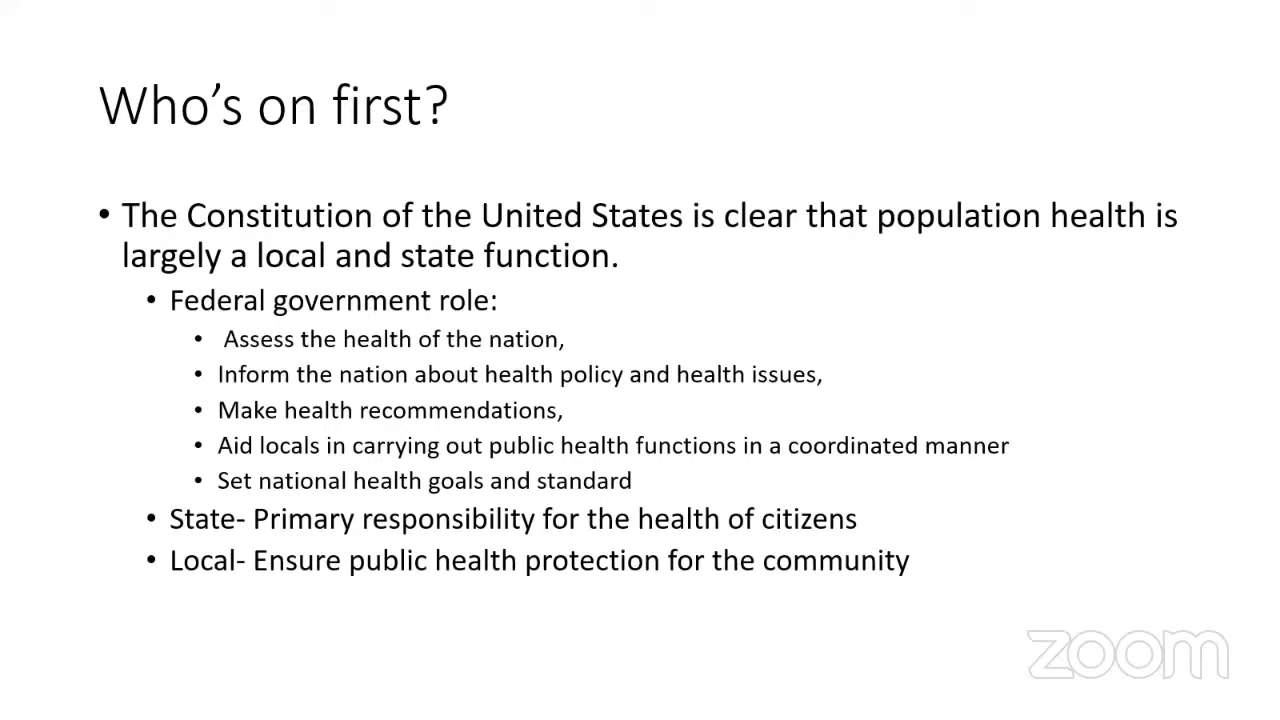 Who’s on first?
• The Constitution of the United States is clear that population health is
largely a local and state function.
• Federal government role:
• Assess the health of the nation,
• Inform the nation about health policy and health issues,
• Make health recommendations,
• Aid locals in carrying out public health functions in a coordinated manner
• Set national health goals and standard
• State- Primary responsibility for the health of citizens
• Local- Ensure public health protection for the community
zoom